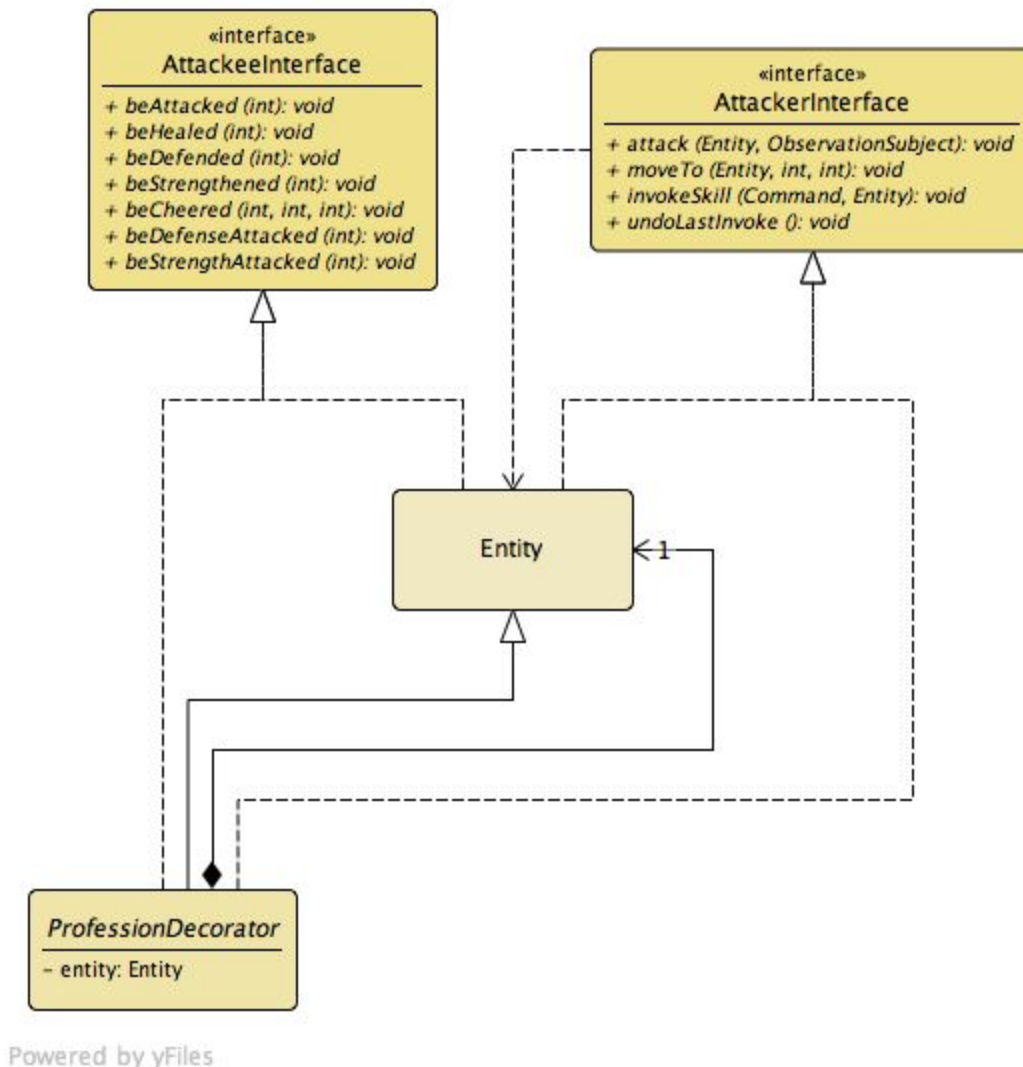 «interface»
AttackeeInterface
+ beAttacked (int): void
+ beHealed (int): void
+ beDefended (int): void
+ beStrengthened (int): void
+ beCheered (int, int, int): void
+ beDefenseAttacked (int): void
+ beStrengthAttacked (int): void
«interface»
AttackerInterface
+ attack (Entity, ObservationSubject): void
+ moveTo (Entity, int, int): void
+ invokeSkill (Command, Entity): void
+ undoLastInvoke (): void
Entity
1
ProfessionDecorator
- entity: Entity
Powered by yFiles